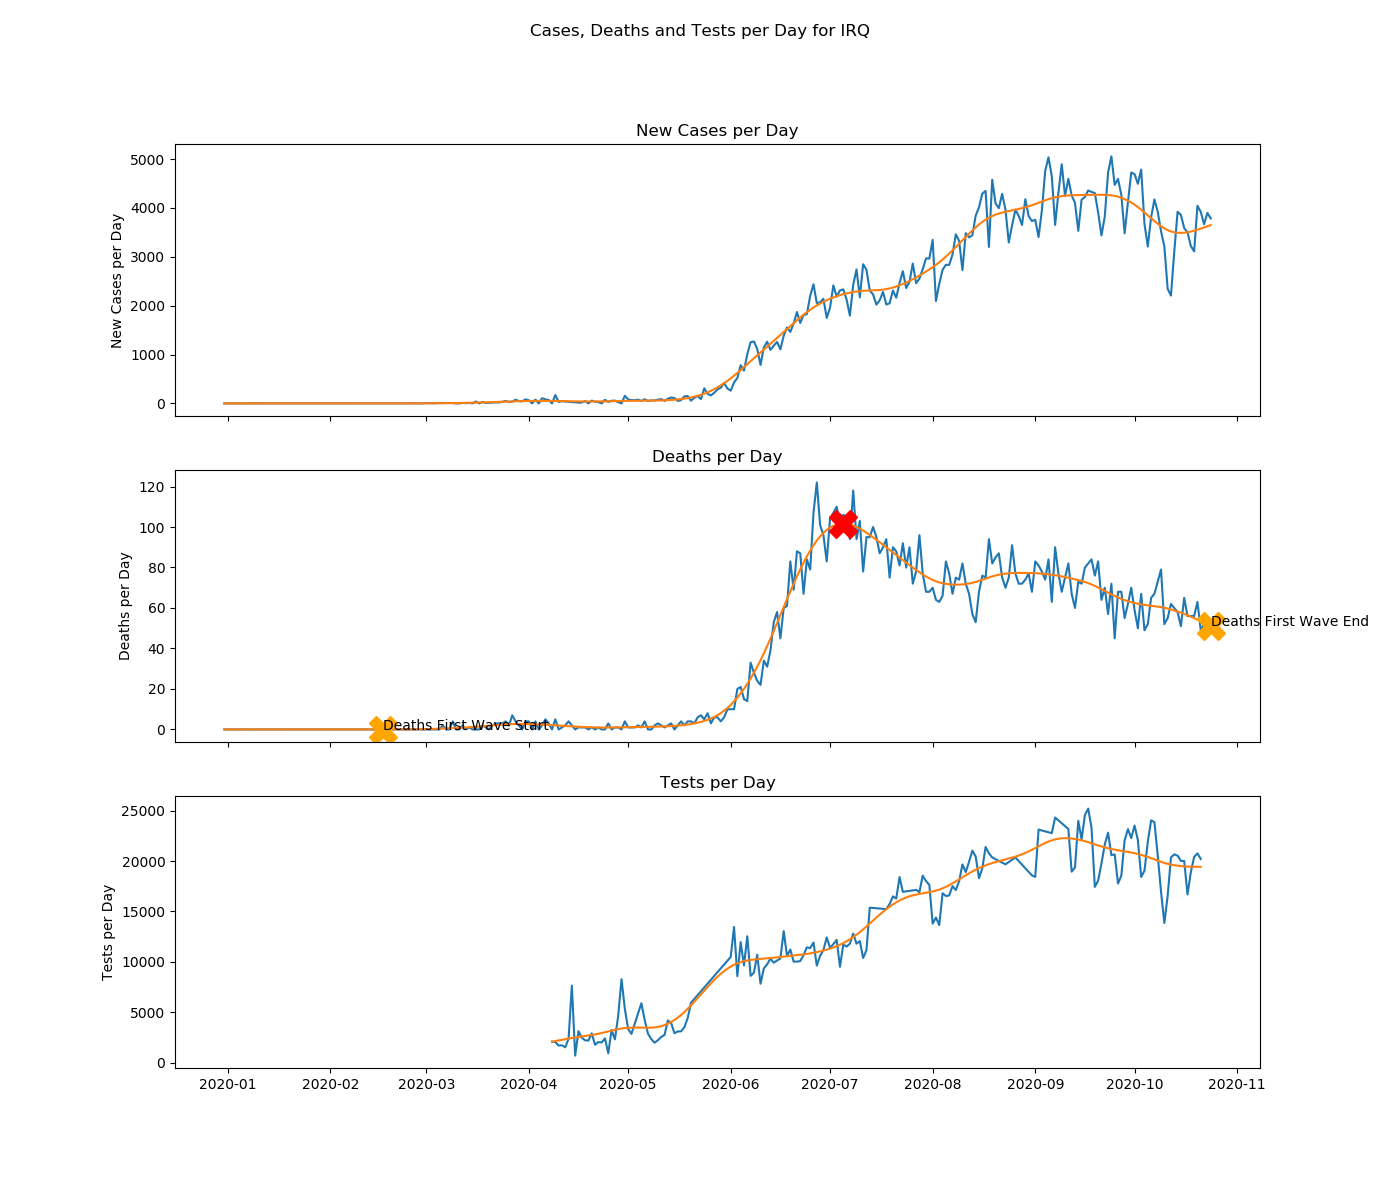 Cases, Deaths and Tests per Day for IRQ
New Cases per Day
New Cases per Day
5000
4000
3000
2000
1000
0
Deaths per Day
Deaths per Day
120
100
80
60
40
20
0
Deaths First Wave Start
Deaths First Wave End
Tests per Day
Tests per Day
25000
20000
15000
10000
5000
0
2020-01 2020-02 2020-03 2020-04 2020-05 2020-06 2020-07 2020-08 2020-09 2020-10 2020-11